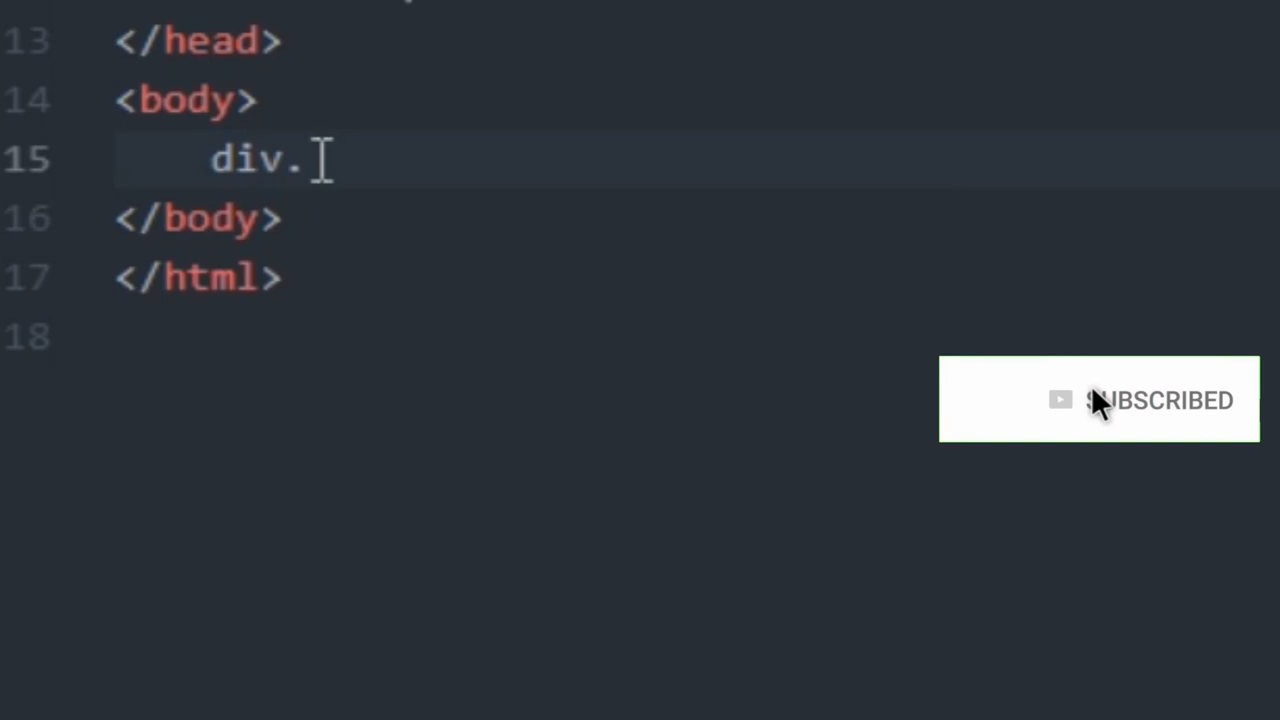 13 </head>
14 <body>
15 div.
16 </body>
17 </html>
18
SUBSCRIBED